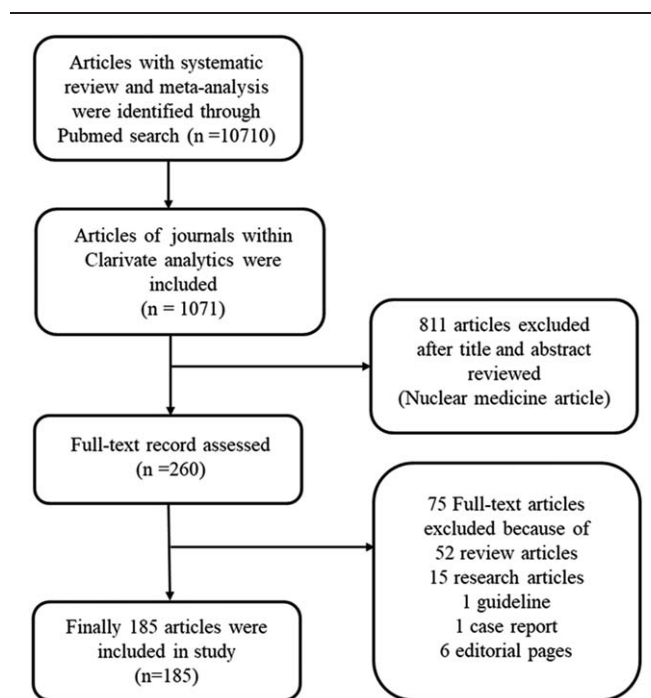 Articles with systematic
review and meta-analysis
were identified through
Pubmed search (n =10710)
Articles of journals within
Clarivate analytics were
included
(n = 1071)
811 articles excluded
after title and abstract
reviewed
(Nuclear medicine article)
Full-text record assessed
(n =260)
75 Full-text articles
excluded because of
52 review articles
15 research articles
1 guideline
1 case report
6 editorial pages
Finally 185 articles were
included in study
(n=185)